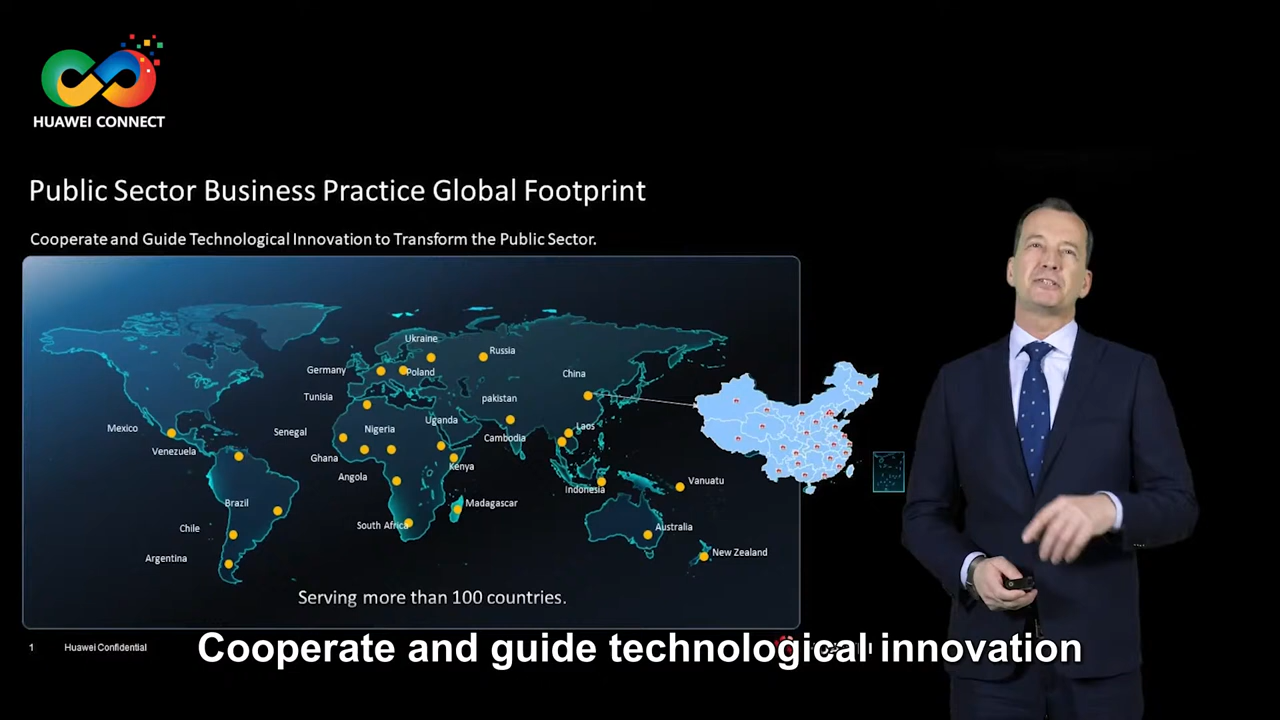 HUAWEI CONNECT
Public Sector Business Practice Global Footprint
Cooperate and Guide Technological Innovation to Transform the Public Sector.
Ukraine
Russia
Germany
Poland
China
Tunisia
pakistan
Mexico
Senegal
Nigeria
Uganda
Laos
Cambodia
Venezuela
Ghana
Kenya
Angola
Indonesia
Vanuatu
Brazil
Madagascar
Chile
South Africa
Australia
Argentina
New Zealand
Serving more than 100 countries.
1 Huawei Confidential
Cooperate and guide technological innovation